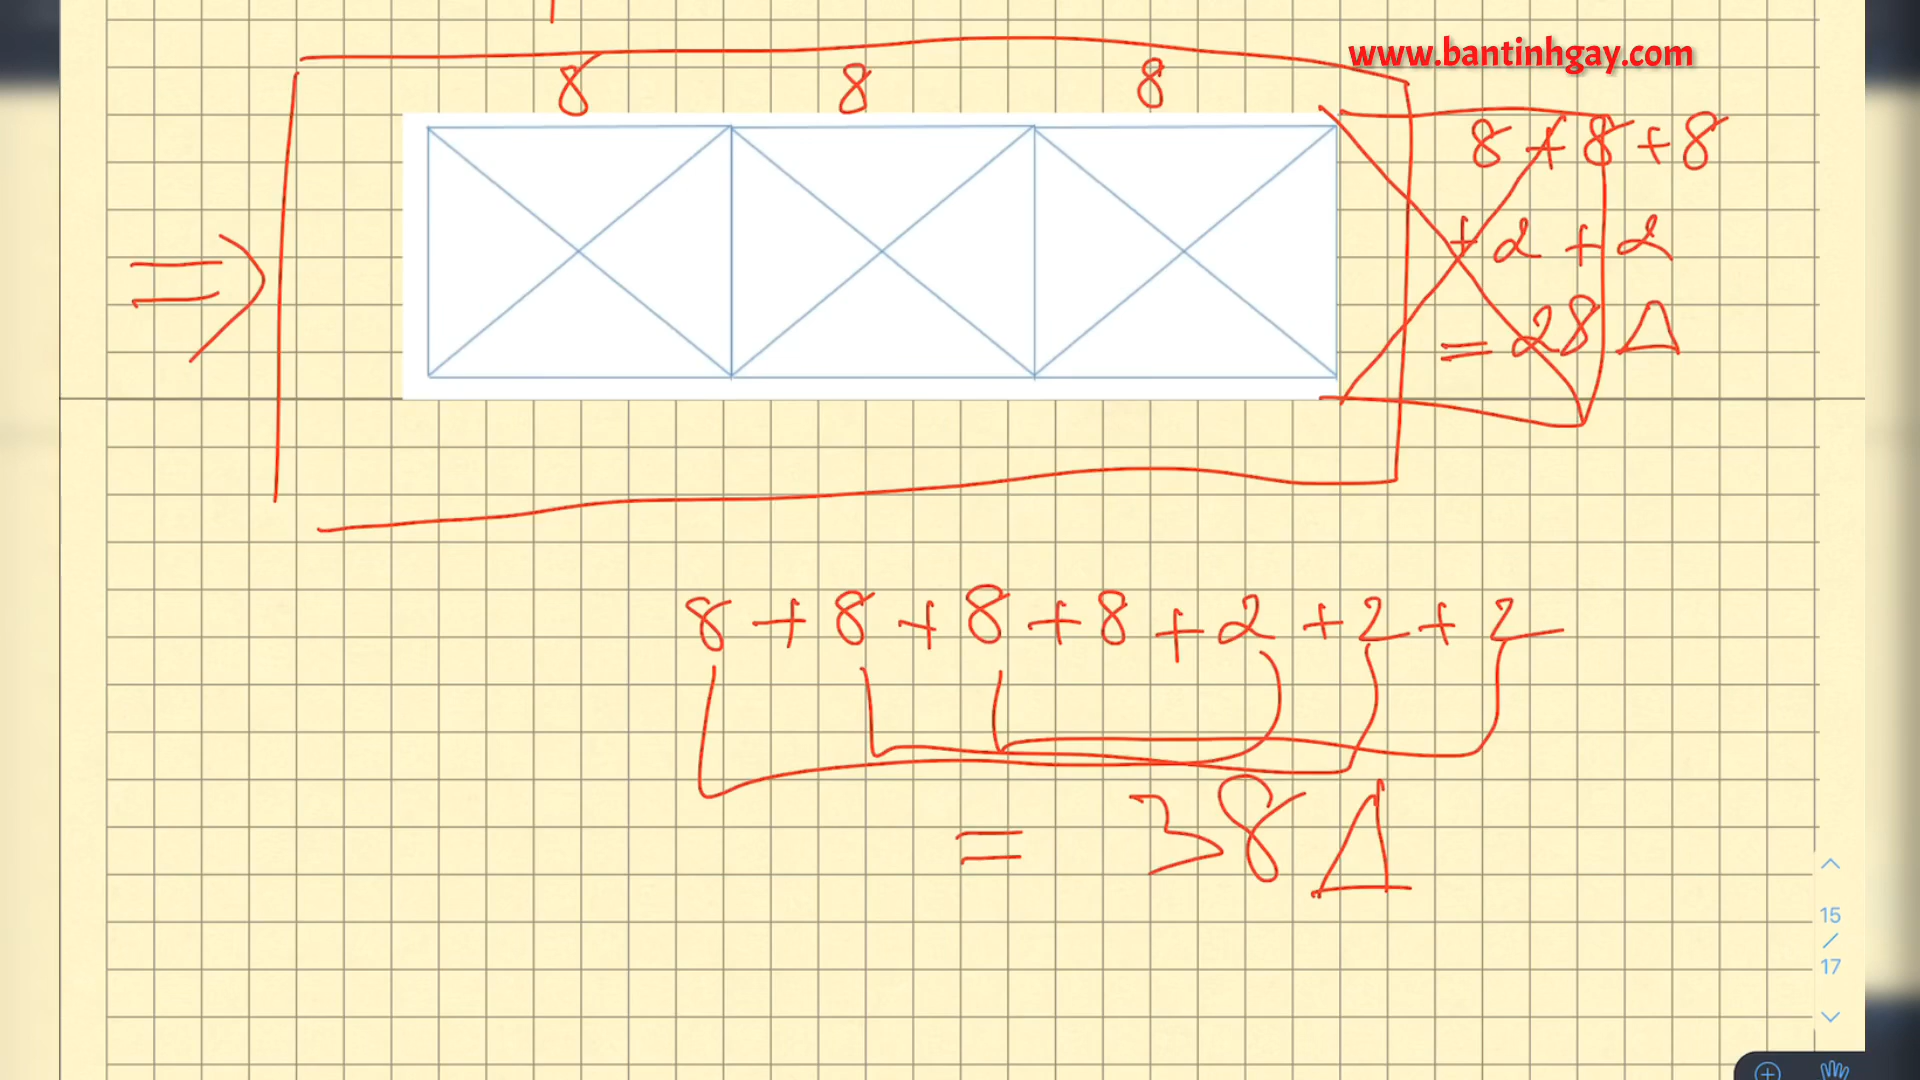 www.bantinhgay.com
8 8 8
8 + 8 + 8
+ 2 + 2
= 28 Δ
8 + 8 + 8 + 8 + 2 + 2 + 2
= 38 Δ
15
/
17